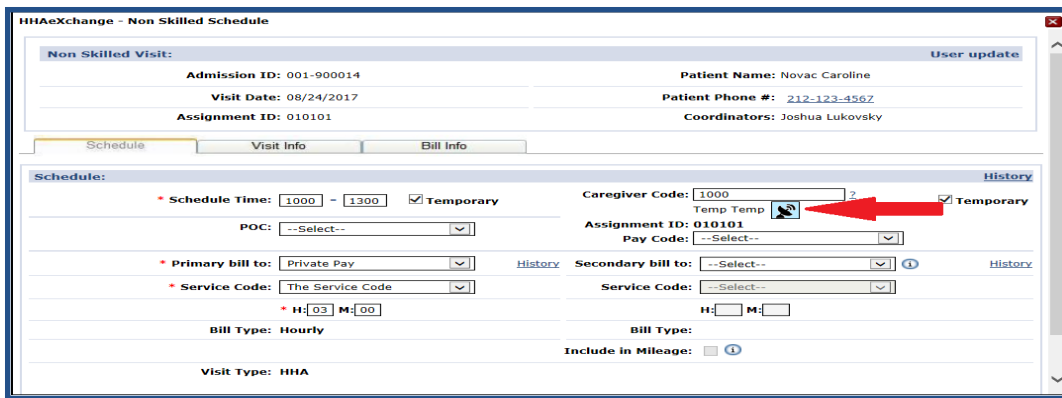 HHAeXchange - Non Skilled Schedule
Non Skilled Visit: User update
Admission ID: 001-900014 Patient Name: Novac Caroline
Visit Date: 08/24/2017 Patient Phone #: 212-123-4567
Assignment ID: 010101 Coordinators: Joshua Lukovsky
Schedule Visit Info Bill Info
Schedule: History
* Schedule Time: 1000 - 1300 Temporary Caregiver Code: 1000 ? Temporary
Temp Temp
POC: --Select-- Assignment ID: 010101
Pay Code: --Select--
* Primary bill to: Private Pay History Secondary bill to: --Select-- History
* Service Code: The Service Code Service Code: --Select--
* H: 03 M: 00 H: M:
Bill Type: Hourly Bill Type:
Include in Mileage:
Visit Type: HHA